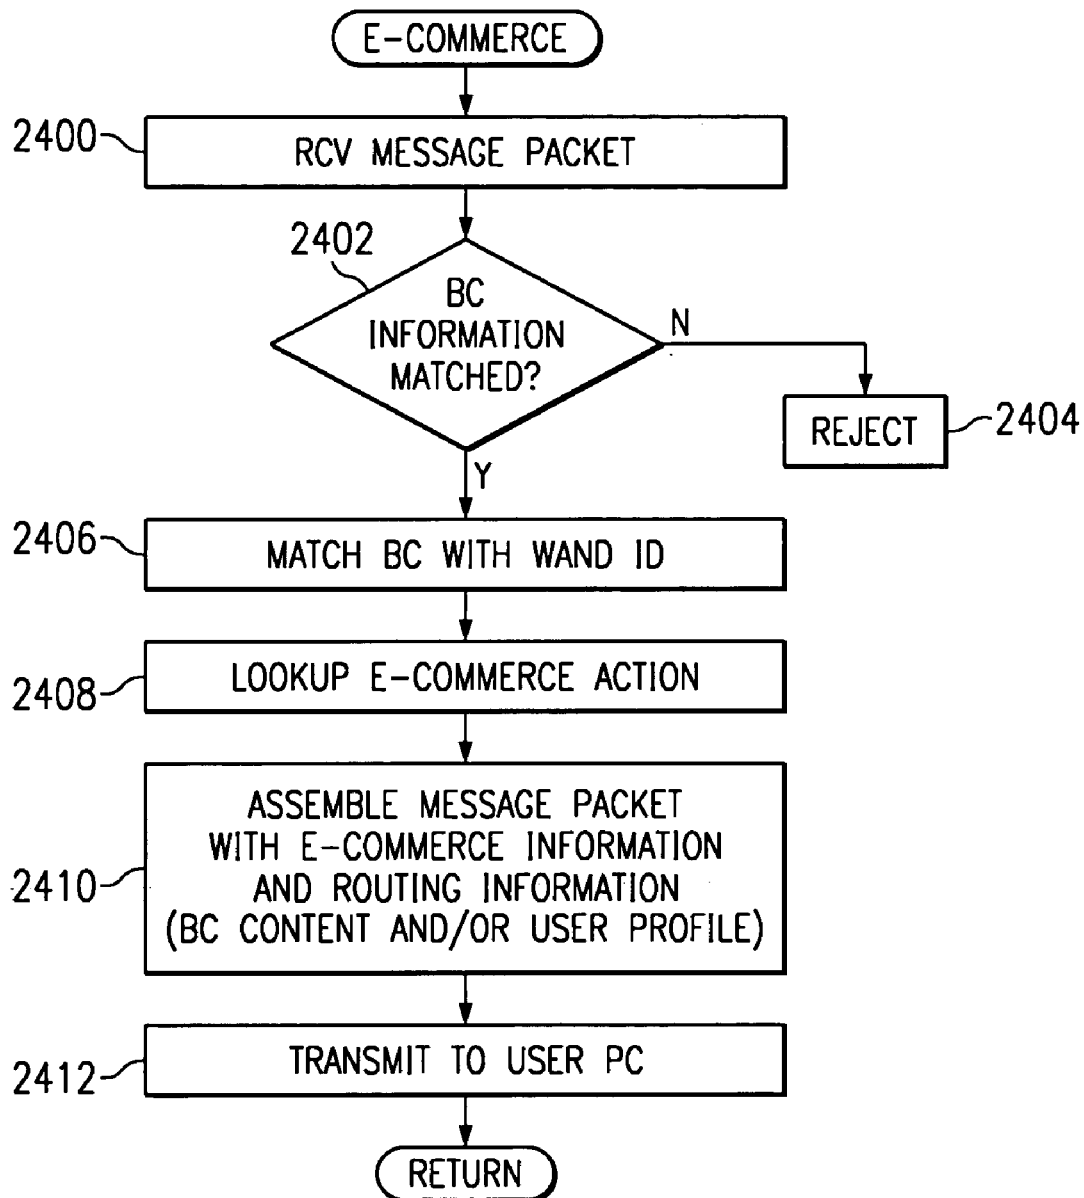 E-COMMERCE
2400
RCV MESSAGE PACKET
2402
BC
INFORMATION
MATCHED?
N
REJECT
2404
Y
2406
MATCH BC WITH WAND ID
2408
LOOKUP E-COMMERCE ACTION
2410
ASSEMBLE MESSAGE PACKET
WITH E-COMMERCE INFORMATION
AND ROUTING INFORMATION
(BC CONTENT AND/OR USER PROFILE)
2412
TRANSMIT TO USER PC
RETURN